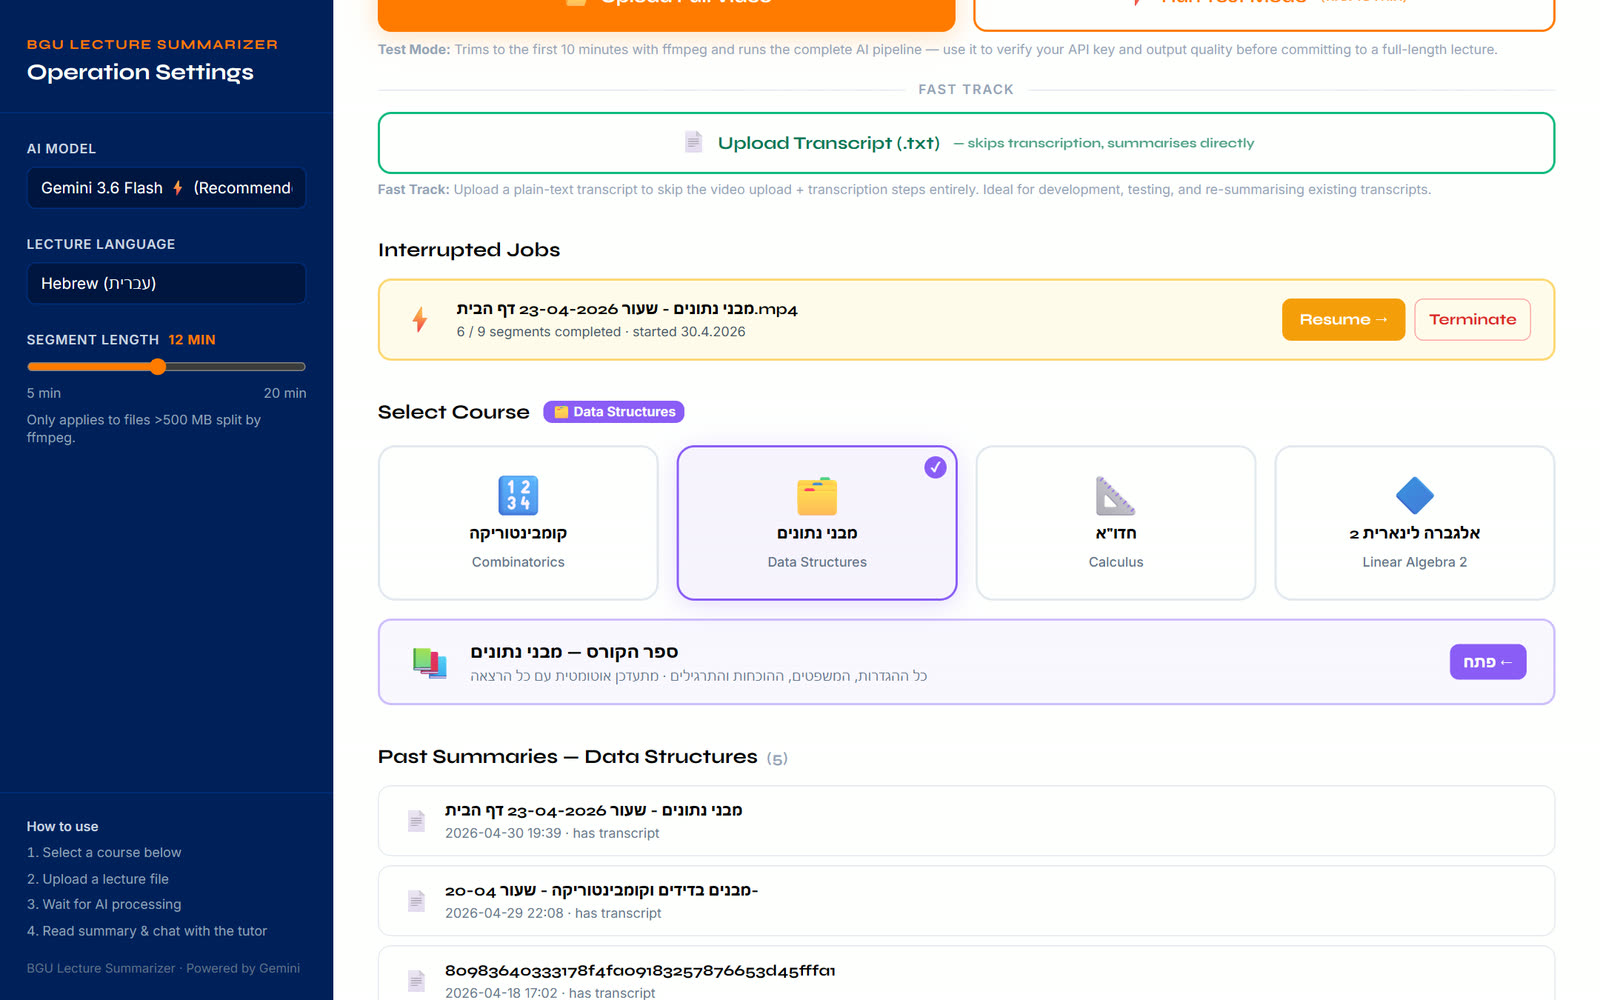 BGU LECTURE SUMMARIZER
Operation Settings
AI MODEL
Gemini 3.6 Flash ⚡ (Recommend
LECTURE LANGUAGE
Hebrew (עברית)
SEGMENT LENGTH 12 MIN
5 min 20 min
Only applies to files >500 MB split by
ffmpeg.
How to use
1. Select a course below
2. Upload a lecture file
3. Wait for AI processing
4. Read summary & chat with the tutor
BGU Lecture Summarizer · Powered by Gemini
Test Mode: Trims to the first 10 minutes with ffmpeg and runs the complete AI pipeline — use it to verify your API key and output quality before committing to a full-length lecture.
FAST TRACK
Upload Transcript (.txt) — skips transcription, summarises directly
Fast Track: Upload a plain-text transcript to skip the video upload + transcription steps entirely. Ideal for development, testing, and re-summarising existing transcripts.
Interrupted Jobs
מבני נתונים - שעור 23-04-2026 דף הבית.mp4
6 / 9 segments completed · started 30.4.2026
Resume →
Terminate
Select Course Data Structures
קומבינטוריקה
Combinatorics
מבני נתונים
Data Structures
חדו"א
Calculus
אלגברה לינארית 2
Linear Algebra 2
ספר הקורס — מבני נתונים
כל ההגדרות, המשפטים, ההוכחות והתרגילים · מתעדכן אוטומטית עם כל הרצאה
פתח ←
Past Summaries — Data Structures (5)
מבני נתונים - שעור 23-04-2026 דף הבית
2026-04-30 19:39 · has transcript
מבנים בדידים וקומבינטוריקה - שעור 20-04-
2026-04-29 22:08 · has transcript
80983640333178f4fa09183257876653d45fffa1
2026-04-18 17:02 · has transcript